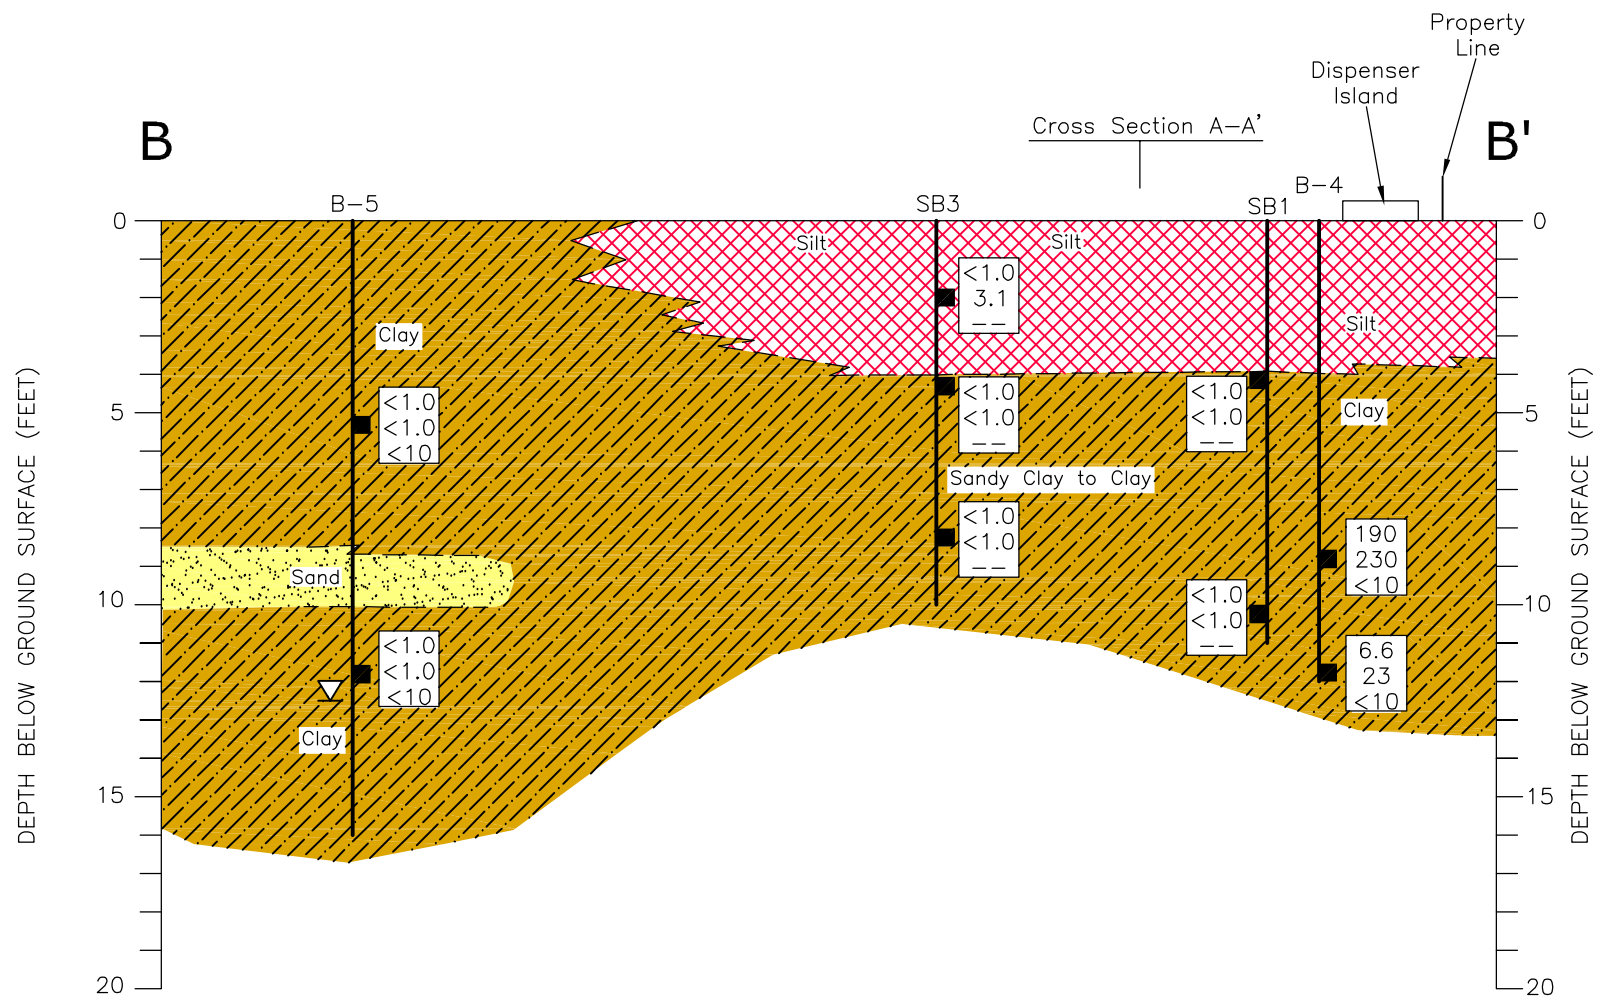 Property
Line
Dispenser
Island
Cross Section A-A'
B
B'
B-5
SB3
SB1
B-4
0
5
10
15
20
0
5
10
15
20
DEPTH BELOW GROUND SURFACE (FEET)
DEPTH BELOW GROUND SURFACE (FEET)
Silt
Silt
Silt
Clay
Clay
Sandy Clay to Clay
Sand
Clay
<1.0
<1.0
<10
<1.0
<1.0
<10
<1.0
3.1
--
<1.0
<1.0
--
<1.0
<1.0
--
<1.0
<1.0
--
<1.0
<1.0
--
190
230
<10
6.6
23
<10